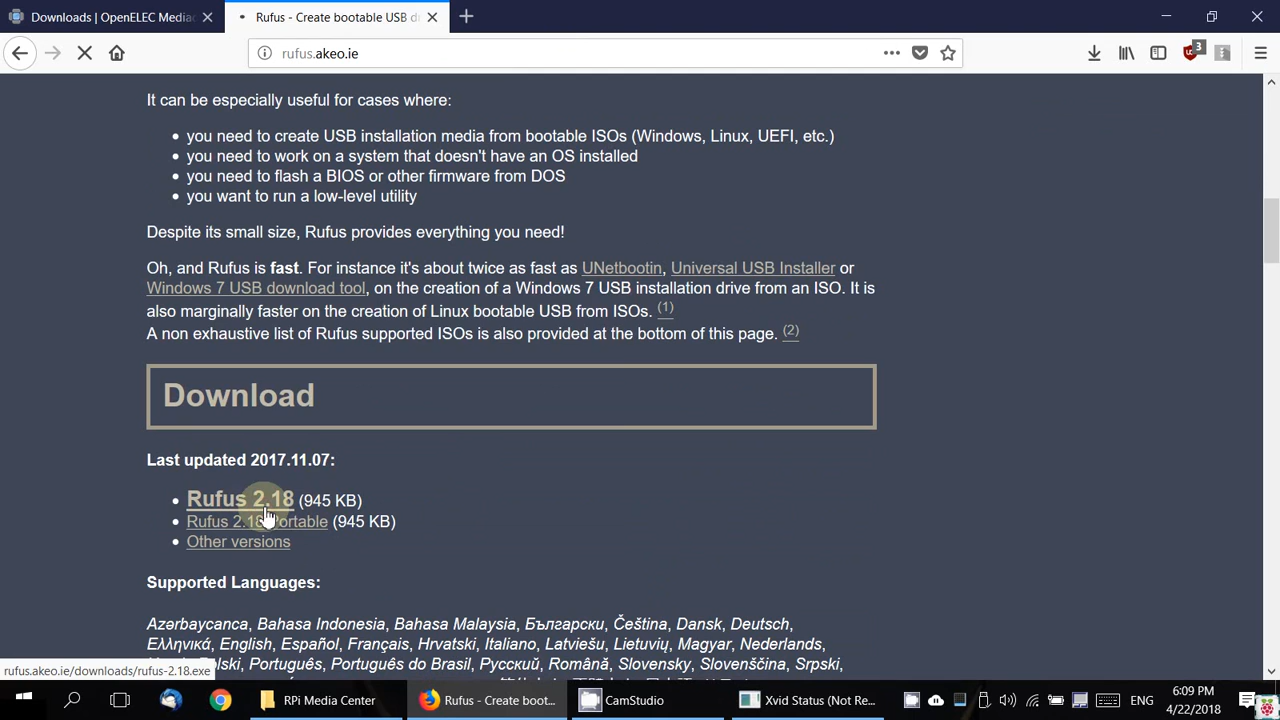 Downloads | OpenELEC Mediac
Rufus - Create bootable USB d
rufus.akeo.ie
3
It can be especially useful for cases where:
you need to create USB installation media from bootable ISOs (Windows, Linux, UEFI, etc.)
you need to work on a system that doesn't have an OS installed
you need to flash a BIOS or other firmware from DOS
you want to run a low-level utility
Despite its small size, Rufus provides everything you need!
Oh, and Rufus is fast. For instance it's about twice as fast as UNetbootin, Universal USB Installer or
Windows 7 USB download tool, on the creation of a Windows 7 USB installation drive from an ISO. It is
also marginally faster on the creation of Linux bootable USB from ISOs. (1)
A non exhaustive list of Rufus supported ISOs is also provided at the bottom of this page. (2)
Download
Last updated 2017.11.07:
Rufus 2.18 (945 KB)
Rufus 2.18 Portable (945 KB)
Other versions
Supported Languages:
Azərbaycanca, Bahasa Indonesia, Bahasa Malaysia, Български, Čeština, Dansk, Deutsch,
Ελληνικά, English, Español, Français, Hrvatski, Italiano, Latviešu, Lietuvių, Magyar, Nederlands,
Polski, Português, Português do Brasil, Русский, Română, Slovensky, Slovenščina, Srpski,
rufus.akeo.ie/downloads/rufus-2.18.exe
RPi Media Center
Rufus - Create boot...
CamStudio
Xvid Status (Not Re...
ENG
6:09 PM
4/22/2018